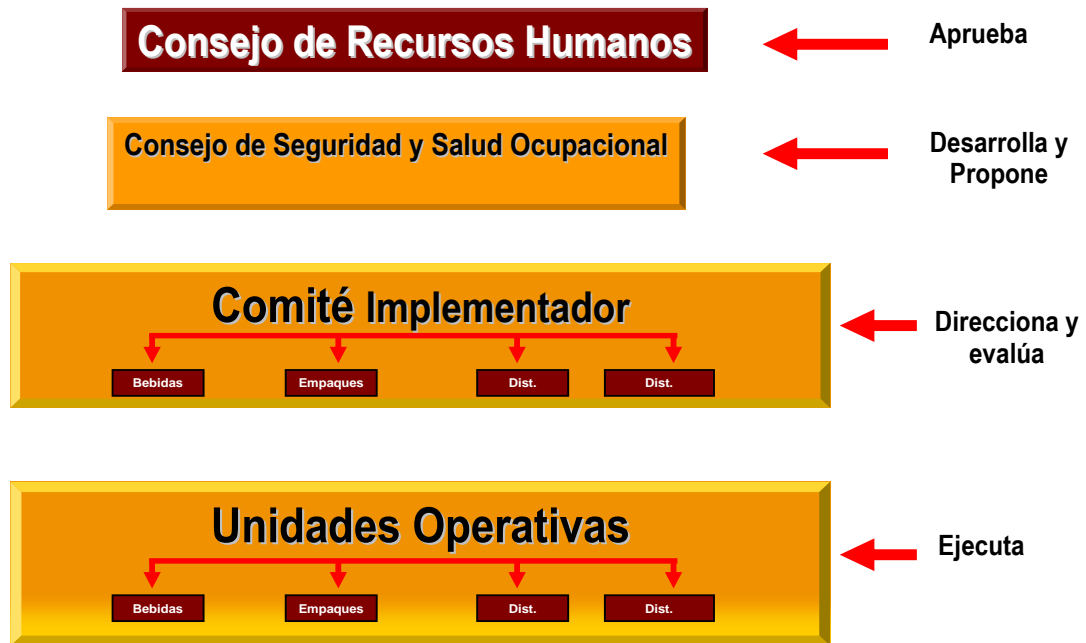 Consejo de Recursos Humanos
Aprueba
Consejo de Seguridad y Salud Ocupacional
Desarrolla y
Propone
Comité Implementador
Direcciona y
evalúa
Bebidas
Empaques
Dist.
Dist.
Unidades Operativas
Ejecuta
Bebidas
Empaques
Dist.
Dist.